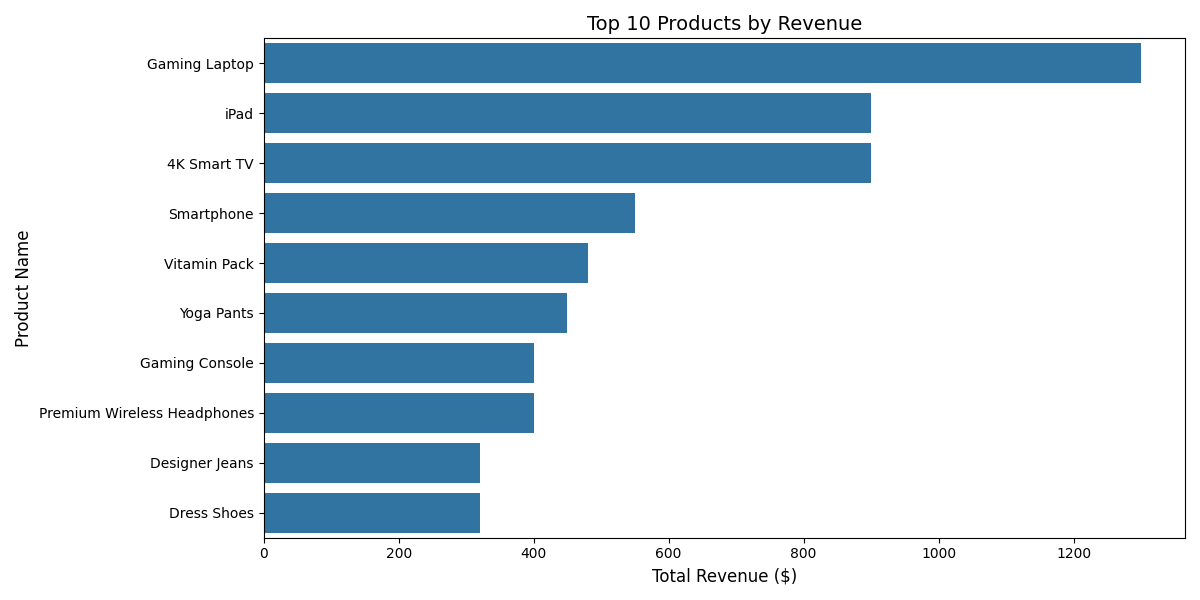 Top 10 Products by Revenue
Product Name
Gaming Laptop
iPad
4K Smart TV
Smartphone
Vitamin Pack
Yoga Pants
Gaming Console
Premium Wireless Headphones
Designer Jeans
Dress Shoes
0 200 400 600 800 1000 1200
Total Revenue ($)